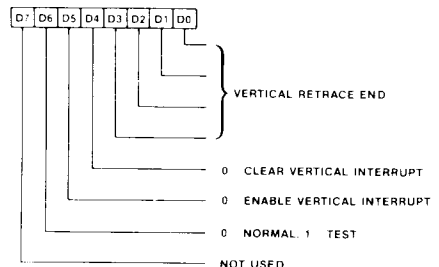 D7 D6 D5 D4 D3 D2 D1 D0
VERTICAL RETRACE END
0 CLEAR VERTICAL INTERRUPT
0 ENABLE VERTICAL INTERRUPT
0 NORMAL. 1 TEST
NOT USED